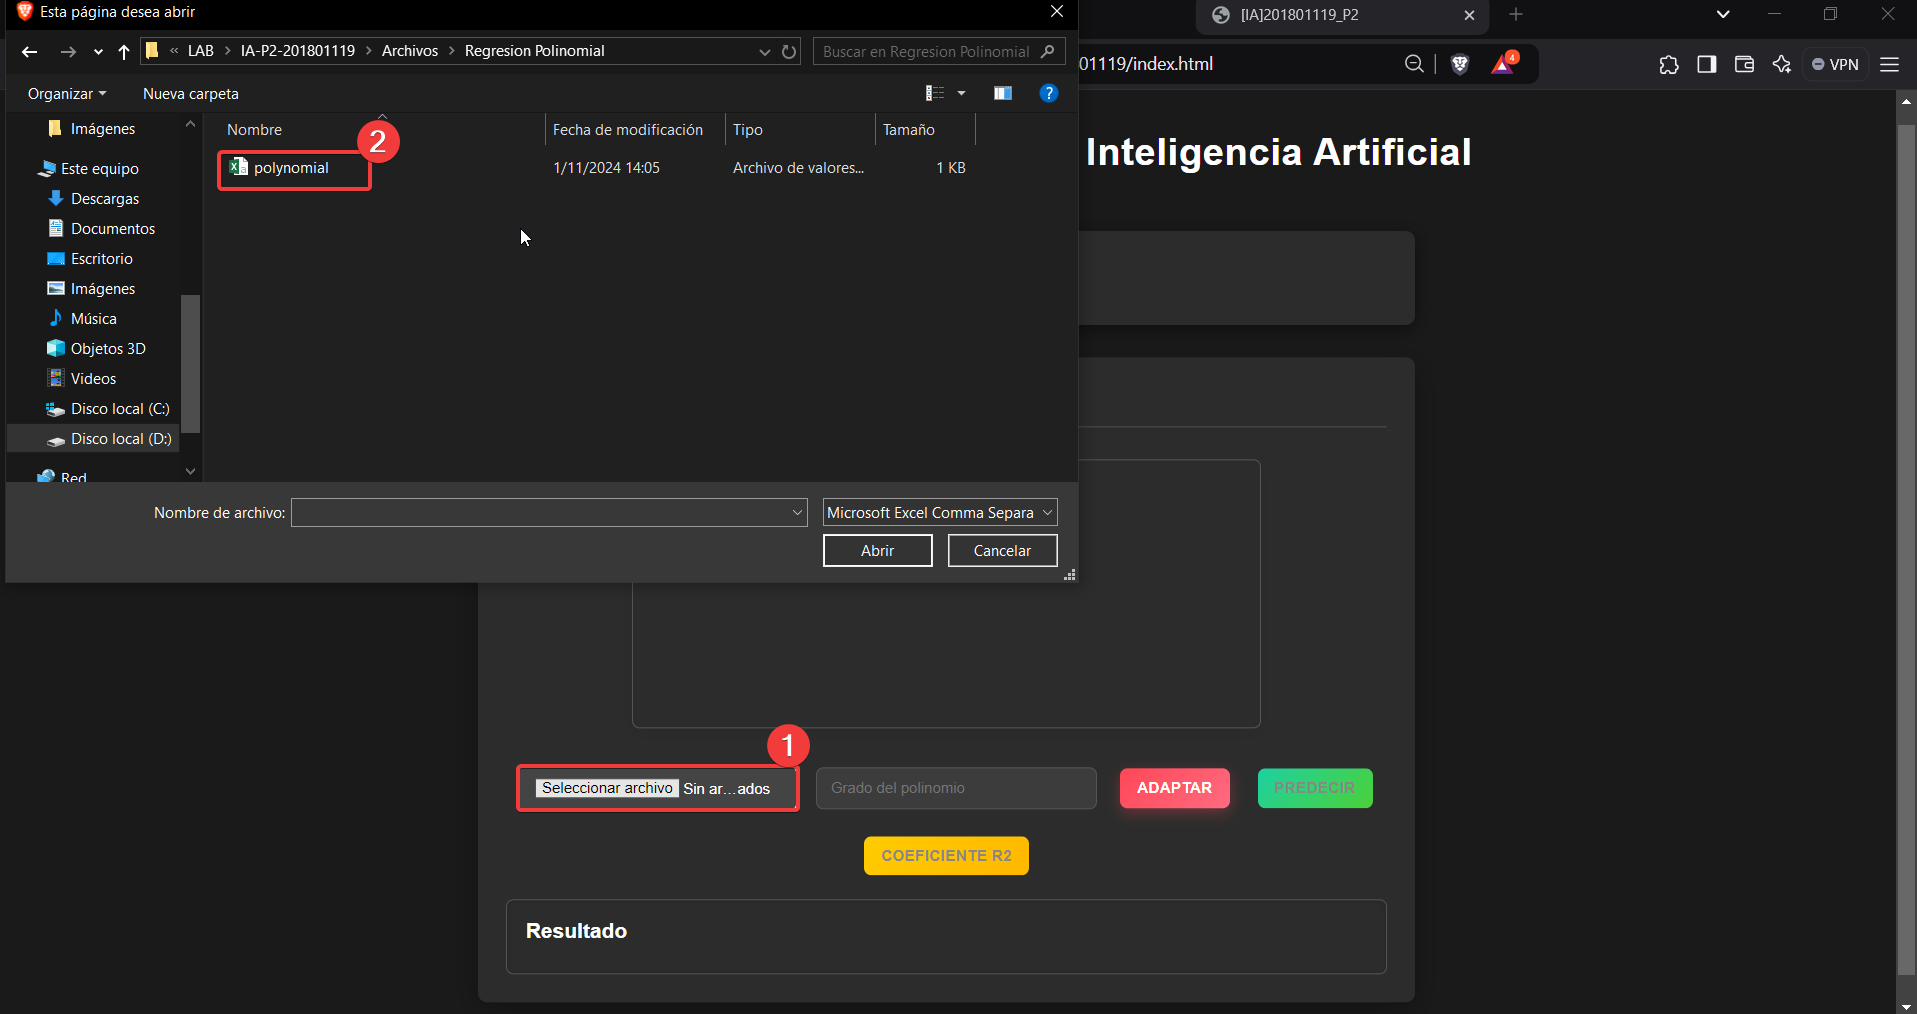 Esta página desea abrir
[IA]201801119_P2
« LAB > IA-P2-201801119 > Archivos > Regresion Polinomial
Buscar en Regresion Polinomial
01119/index.html
4
VPN
Organizar
Nueva carpeta
?
Imágenes
Este equipo
Descargas
Documentos
Escritorio
Imágenes
Música
Objetos 3D
Videos
Disco local (C:)
Disco local (D:)
Red
Nombre
Fecha de modificación
Tipo
Tamaño
2
polynomial
1/11/2024 14:05
Archivo de valores...
1 KB
Nombre de archivo:
Microsoft Excel Comma Separa
Abrir
Cancelar
Inteligencia Artificial
1
Seleccionar archivo
Sin ar...ados
Grado del polinomio
ADAPTAR
PREDECIR
COEFICIENTE R2
Resultado